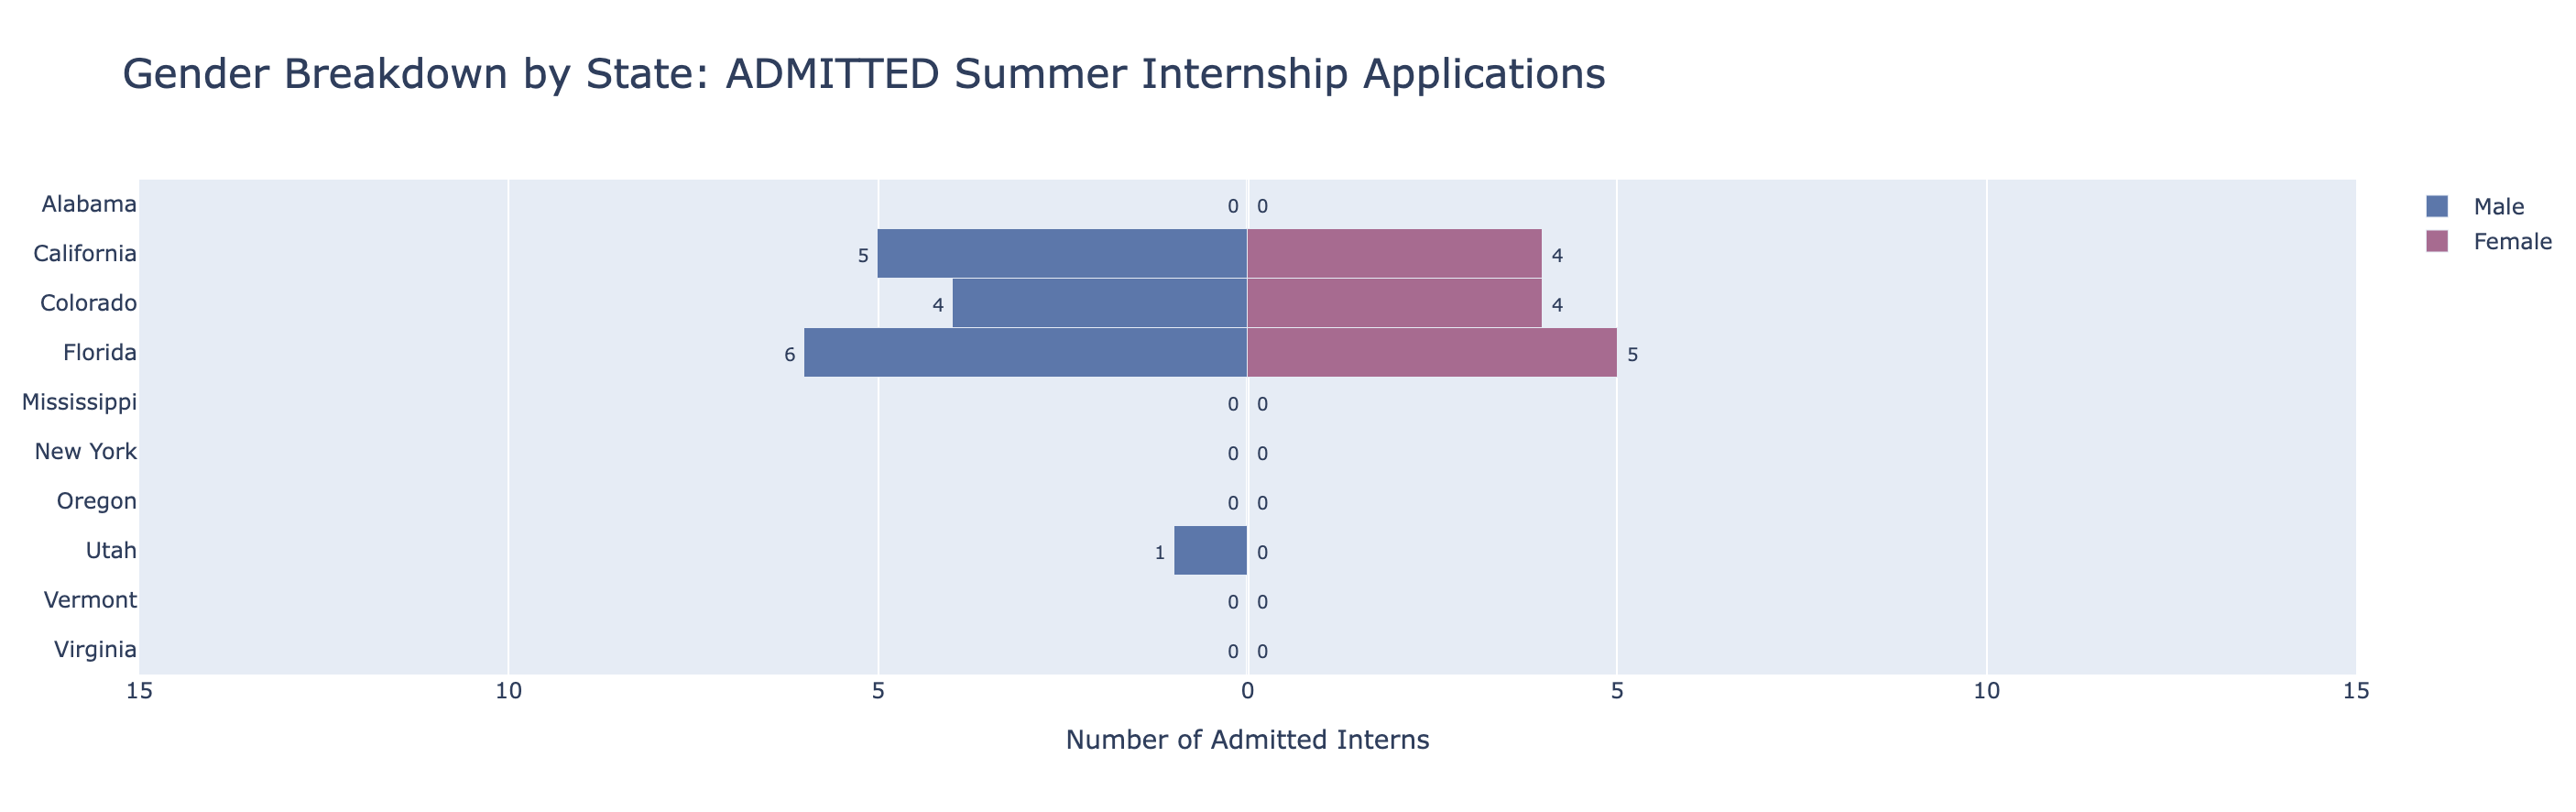 Gender Breakdown by State: ADMITTED Summer Internship Applications
Male
Female
Alabama 0 0
California 5 4
Colorado 4 4
Florida 6 5
Mississippi 0 0
New York 0 0
Oregon 0 0
Utah 1 0
Vermont 0 0
Virginia 0 0
15 10 5 0 5 10 15
Number of Admitted Interns